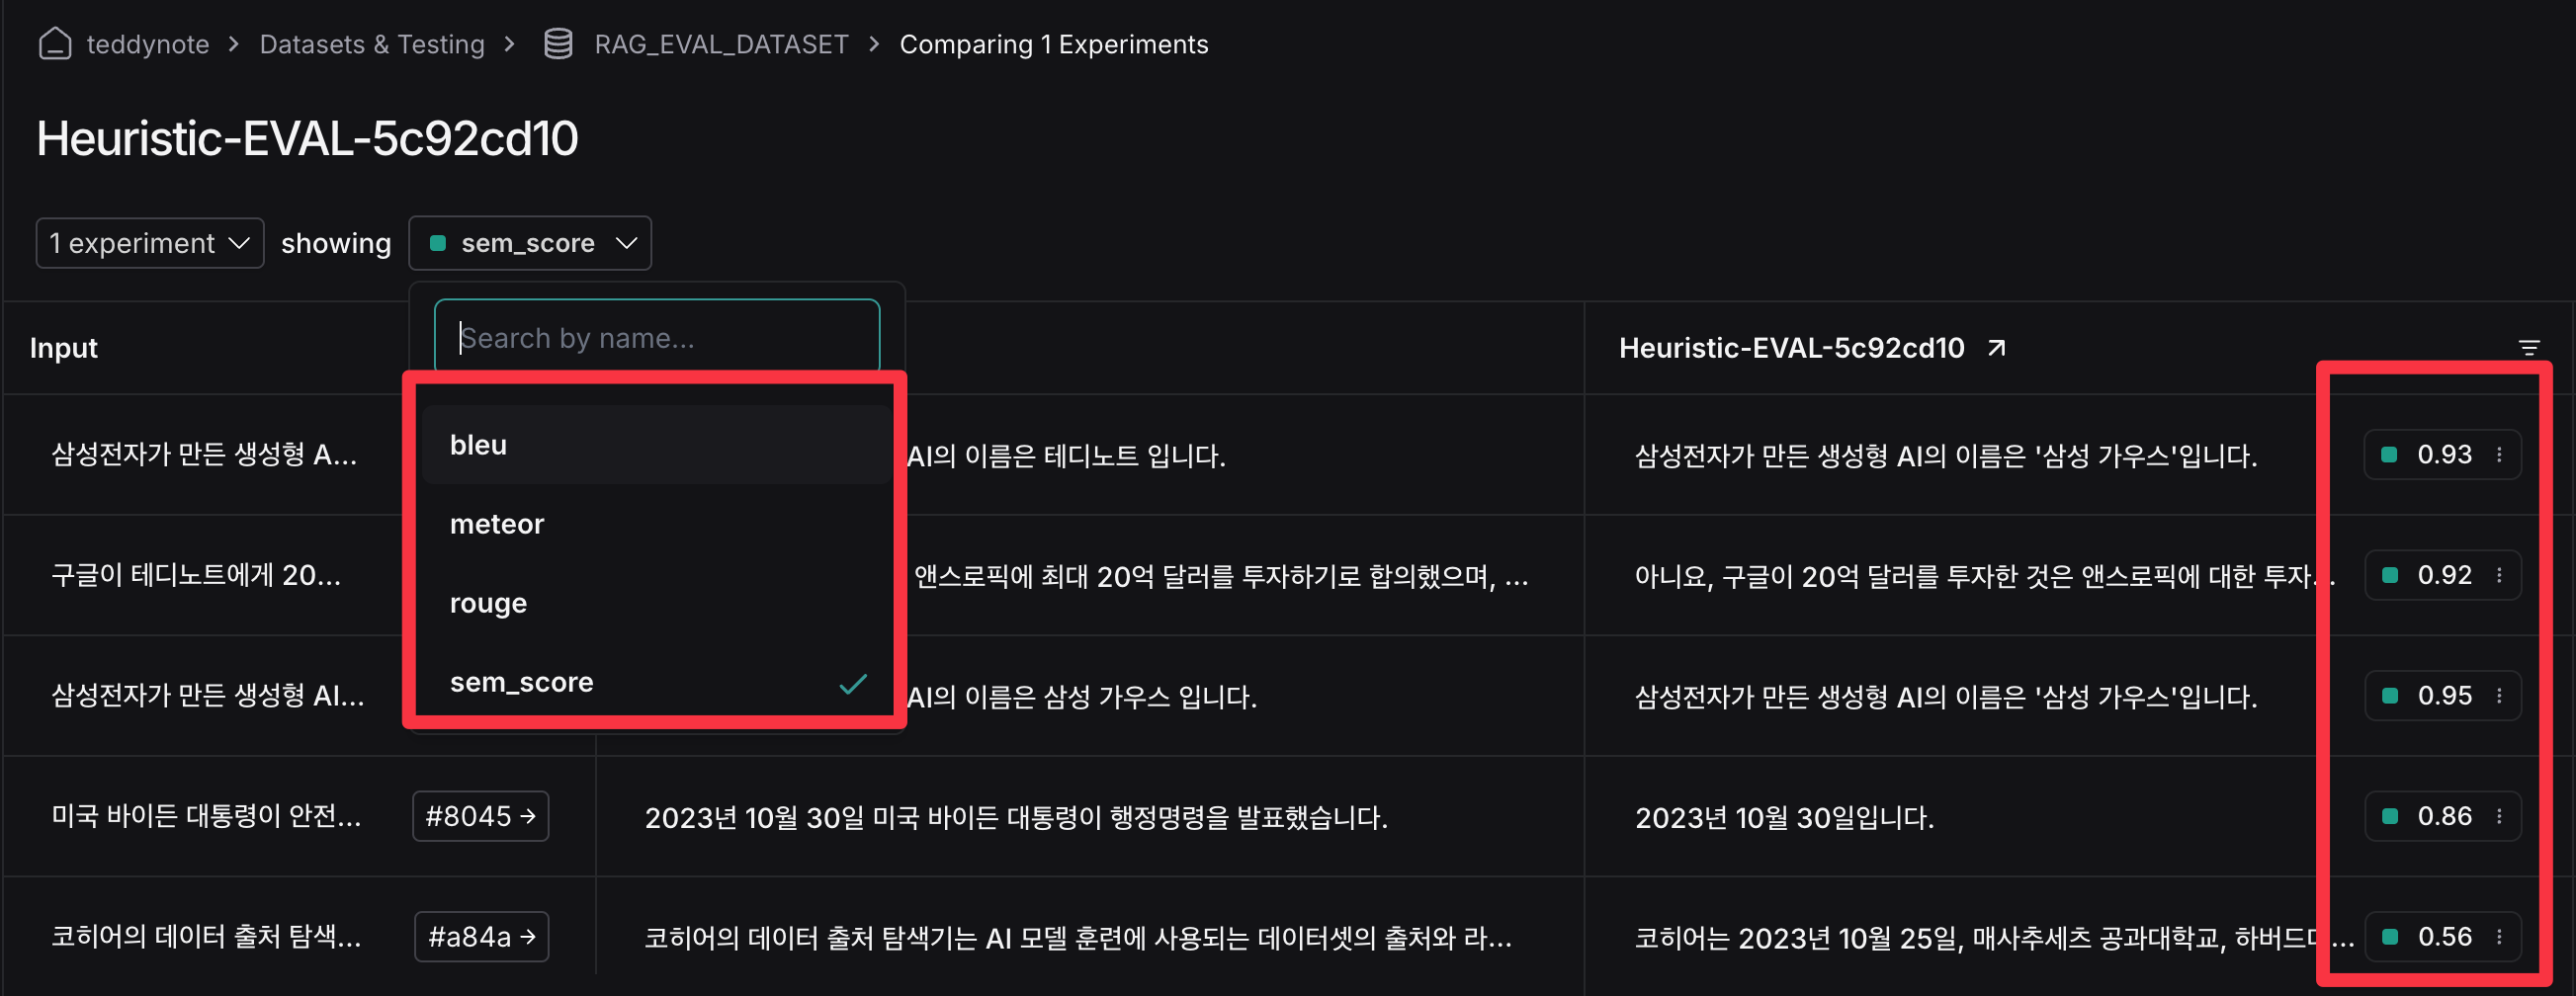 teddynote > Datasets & Testing > RAG_EVAL_DATASET > Comparing 1 Experiments
Heuristic-EVAL-5c92cd10
1 experiment showing sem_score
Search by name...
Input
Heuristic-EVAL-5c92cd10
bleu
meteor
rouge
sem_score
삼성전자가 만든 생성형 A...
AI의 이름은 테디노트 입니다.
삼성전자가 만든 생성형 AI의 이름은 '삼성 가우스'입니다.
0.93
구글이 테디노트에게 20...
앤스로픽에 최대 20억 달러를 투자하기로 합의했으며, ...
아니요, 구글이 20억 달러를 투자한 것은 앤스로픽에 대한 투자...
0.92
삼성전자가 만든 생성형 AI...
AI의 이름은 삼성 가우스 입니다.
삼성전자가 만든 생성형 AI의 이름은 '삼성 가우스'입니다.
0.95
미국 바이든 대통령이 안전...
#8045 →
2023년 10월 30일 미국 바이든 대통령이 행정명령을 발표했습니다.
2023년 10월 30일입니다.
0.86
코히어의 데이터 출처 탐색...
#a84a →
코히어의 데이터 출처 탐색기는 AI 모델 훈련에 사용되는 데이터셋의 출처와 라...
코히어는 2023년 10월 25일, 매사추세츠 공과대학교, 하버드...
0.56